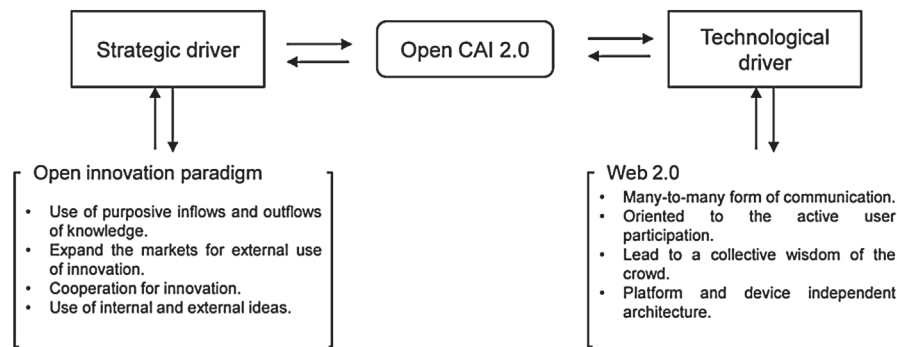 Strategic driver
Open CAI 2.0
Technological
driver
Open innovation paradigm
• Use of purposive inflows and outflows
of knowledge.
• Expand the markets for external use
of innovation.
• Cooperation for innovation.
• Use of internal and external ideas.
Web 2.0
• Many-to-many form of communication.
• Oriented to the active user
participation.
• Lead to a collective wisdom of the
crowd.
• Platform and device independent
architecture.